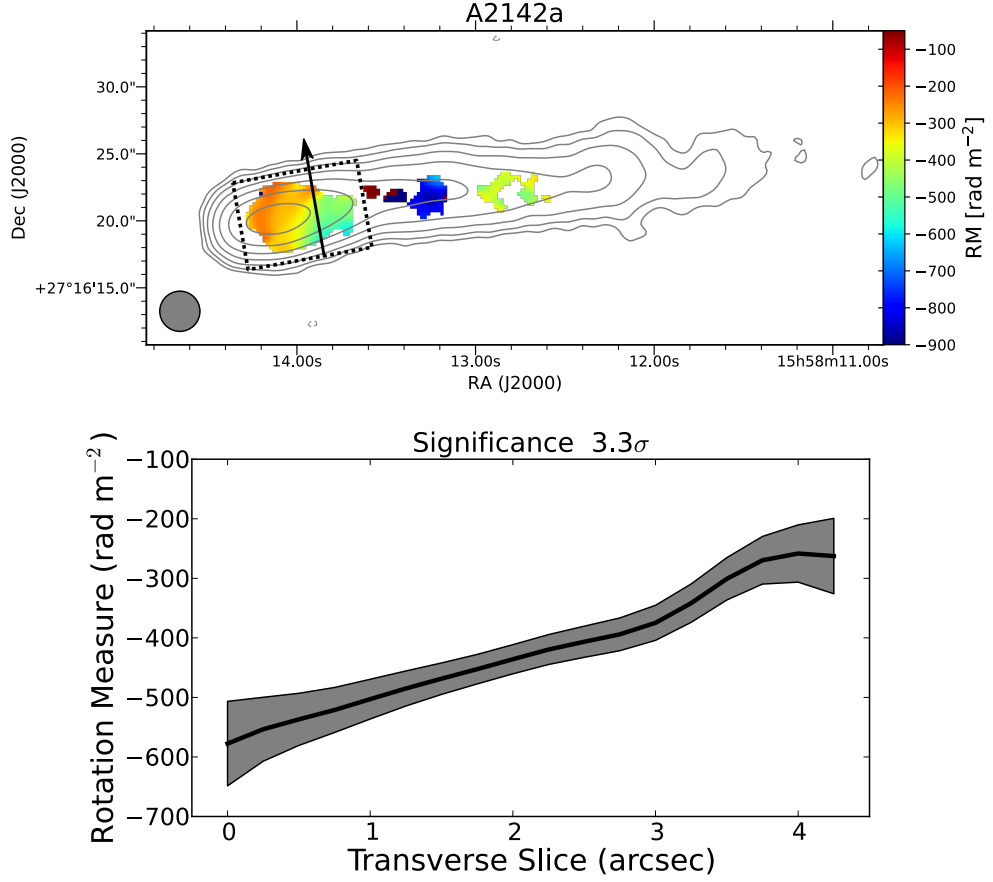 A2142a
30.0"
25.0"
20.0"
+27°16'15.0"
Dec (J2000)
14.00s
13.00s
12.00s
15h58m11.00s
RA (J2000)
−100
−200
−300
−400
−500
−600
−700
−800
−900
RM [rad m⁻²]
Significance 3.3σ
−100
−200
−300
−400
−500
−600
−700
Rotation Measure (rad m⁻²)
0
1
2
3
4
Transverse Slice (arcsec)